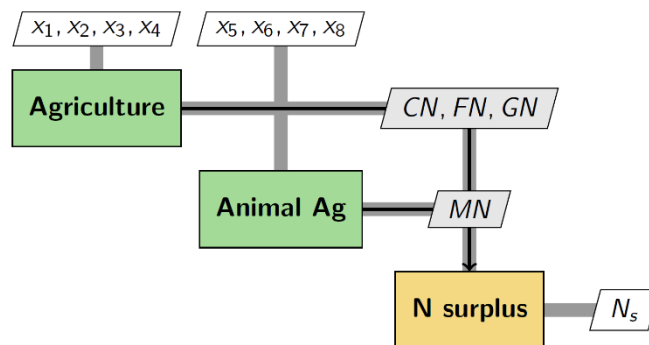 x₁, x₂, x₃, x₄
x₅, x₆, x₇, x₈
Agriculture
CN, FN, GN
Animal Ag
MN
N surplus
Nₛ